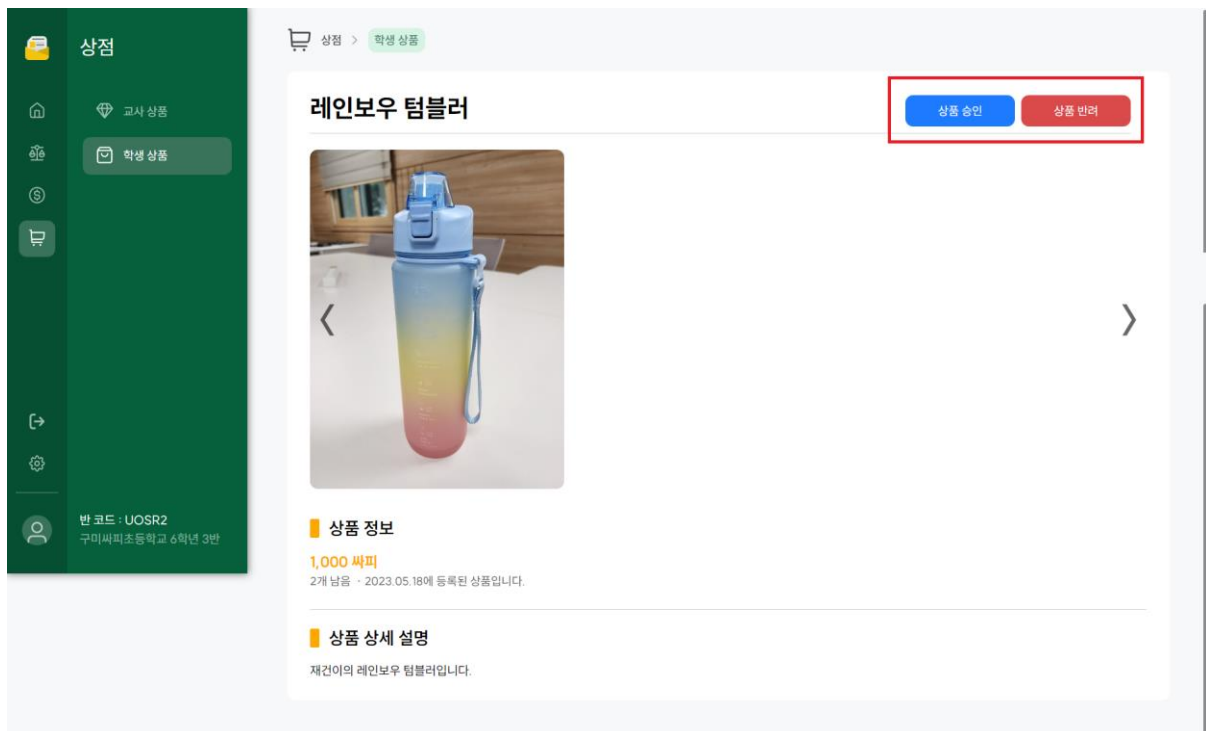 상점
교사 상품
학생 상품
반 코드 : UOSR2
구미싸피초등학교 6학년 3반
상점 > 학생 상품
레인보우 텀블러
상품 승인
상품 반려
상품 정보
1,000 싸피
2개 남음 · 2023.05.18에 등록된 상품입니다.
상품 상세 설명
재건이의 레인보우 텀블러입니다.